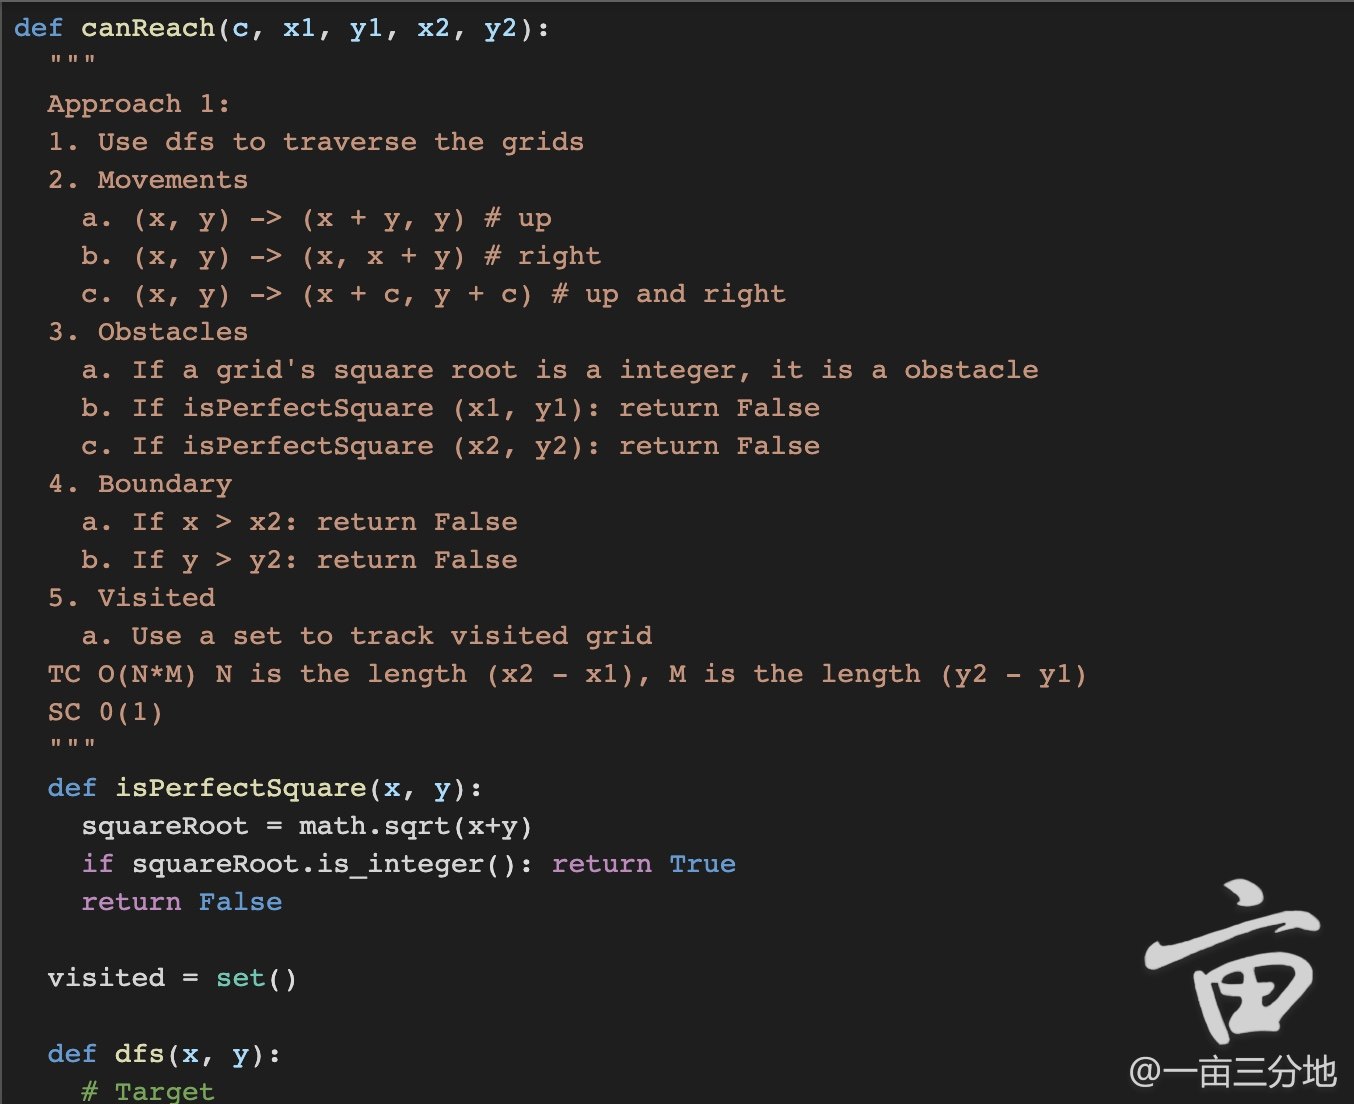 def canReach(c, x1, y1, x2, y2):
"""
Approach 1:
1. Use dfs to traverse the grids
2. Movements
a. (x, y) -> (x + y, y) # up
b. (x, y) -> (x, x + y) # right
c. (x, y) -> (x + c, y + c) # up and right
3. Obstacles
a. If a grid's square root is a integer, it is a obstacle
b. If isPerfectSquare (x1, y1): return False
c. If isPerfectSquare (x2, y2): return False
4. Boundary
a. If x > x2: return False
b. If y > y2: return False
5. Visited
a. Use a set to track visited grid
TC O(N*M) N is the length (x2 - x1), M is the length (y2 - y1)
SC 0(1)
"""
def isPerfectSquare(x, y):
squareRoot = math.sqrt(x+y)
if squareRoot.is_integer(): return True
return False
visited = set()
def dfs(x, y):
# Target
亩
@一亩三分地